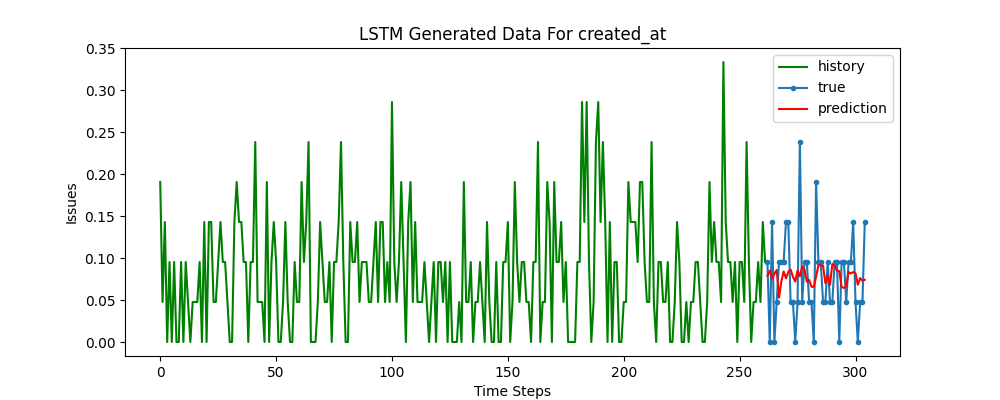 LSTM Generated Data For created_at
0.35
0.30
0.25
0.20
0.15
0.10
0.05
0.00
Issues
history
true
prediction
0 50 100 150 200 250 300
Time Steps